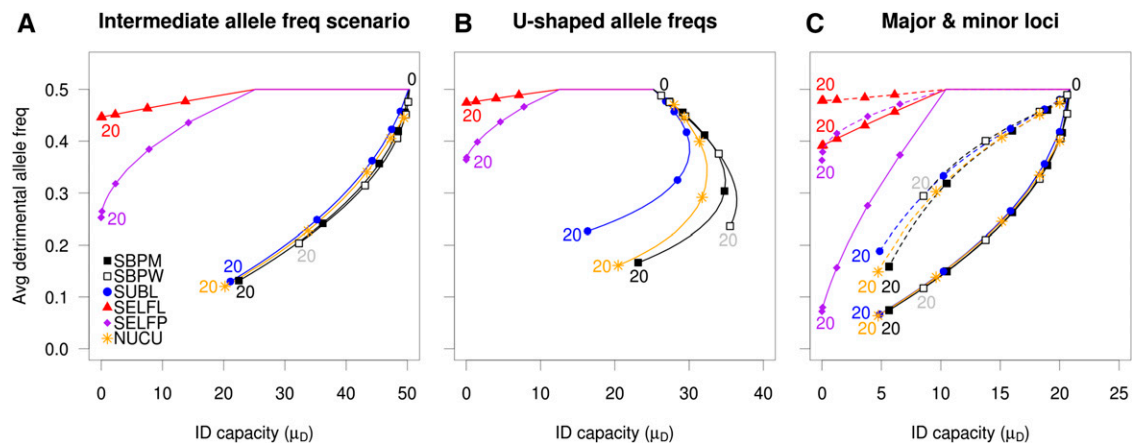 A Intermediate allele freq scenario
B U-shaped allele freqs
C Major & minor loci
Avg detrimental allele freq
0.5
0.4
0.3
0.2
0.1
0.0
0
20
20
20
20
20
20
SBPM
SBPW
SUBL
SELFL
SELFP
NUCU
0 10 20 30 40 50
ID capacity (μD)
0
20
20
20
20
20
20
0 10 20 30 40
ID capacity (μD)
0
20
20
20
20
20
20
20
20
20
20
20
20
0 5 10 15 20 25
ID capacity (μD)